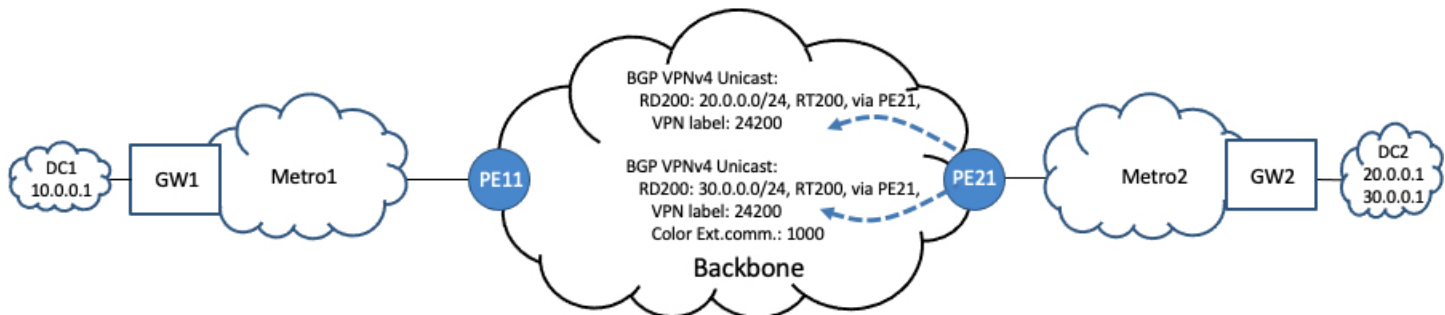 BGP VPNv4 Unicast:
RD200: 20.0.0.0/24, RT200, via PE21,
VPN label: 24200
DC1
10.0.0.1
GW1
Metro1
PE11
BGP VPNv4 Unicast:
RD200: 30.0.0.0/24, RT200, via PE21,
VPN label: 24200
Color Ext.comm.: 1000
Backbone
PE21
Metro2
GW2
DC2
20.0.0.1
30.0.0.1